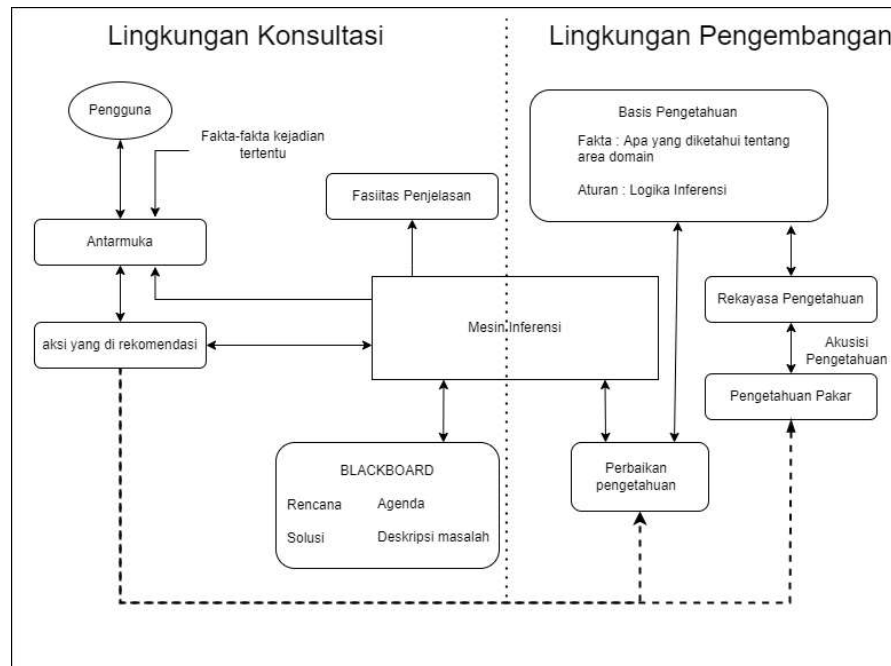 Lingkungan Konsultasi
Lingkungan Pengembangan
Pengguna
Fakta-fakta kejadian
tertentu
Basis Pengetahuan
Fakta : Apa yang diketahui tentang
area domain
Aturan : Logika Inferensi
Fasiitas Penjelasan
Antarmuka
Rekayasa Pengetahuan
Mesin Inferensi
aksi yang di rekomendasi
Akusisi
Pengetahuan
Pengetahuan Pakar
BLACKBOARD
Rencana Agenda
Solusi Deskripsi masalah
Perbaikan
pengetahuan